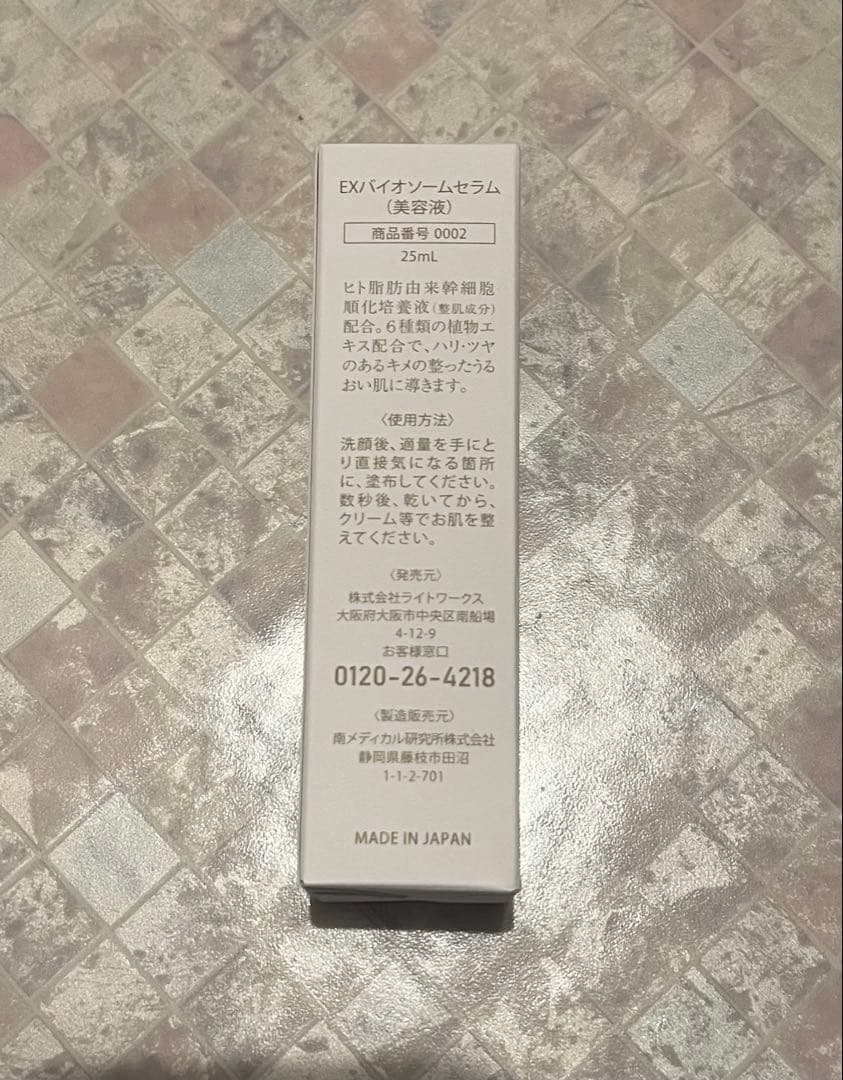 EXバイオソームセラム
（美容液）
商品番号 0002
25mL
ヒト脂肪由来幹細胞
順化培養液（整肌成分）
配合。6種類の植物エ
キス配合で、ハリ・ツヤ
のあるキメの整ったうる
おい肌に導きます。
〈使用方法〉
洗顔後、適量を手にと
り直接気になる箇所
に、塗布してください。
数秒後、乾いてから、
クリーム等でお肌を整
えてください。
〈発売元〉
株式会社ライトワークス
大阪府大阪市中央区南船場
4-12-9
お客様窓口
0120-26-4218
〈製造販売元〉
南メディカル研究所株式会社
静岡県藤枝市田沼
1-1-2-701
MADE IN JAPAN